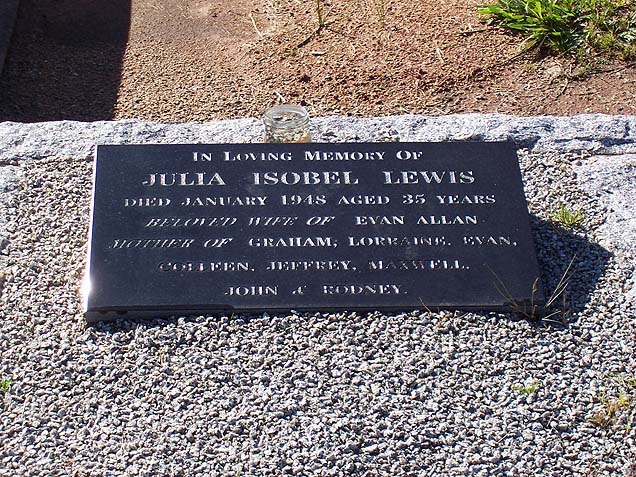 In Loving Memory Of
JULIA ISOBEL LEWIS
DIED JANUARY 1948 AGED 35 YEARS
BELOVED WIFE OF EVAN ALLAN
MOTHER OF GRAHAM, LORRAINE, EVAN,
COLLEEN, JEFFREY, MAXWELL,
JOHN & RODNEY.